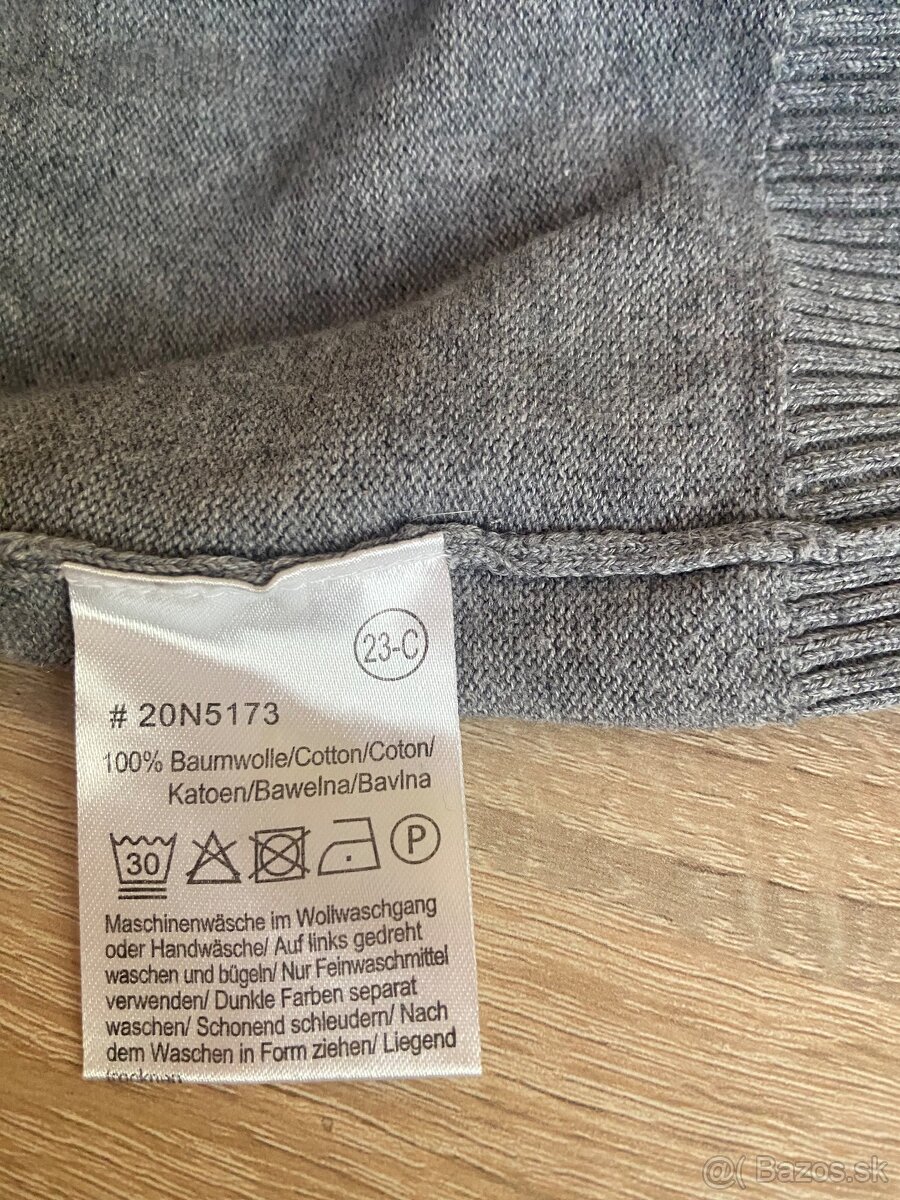 23-C
# 20N5173
100% Baumwolle/Cotton/Coton/
Katoen/Bawelna/Bavlna
30 P
Maschinenwäsche im Wollwaschgang
oder Handwäsche/ Auf links gedreht
waschen und bügeln/ Nur Feinwaschmittel
verwenden/ Dunkle Farben separat
waschen/ Schonend schleudern/ Nach
dem Waschen in Form ziehen/ Liegend
trocknen
@( Bazos.sk